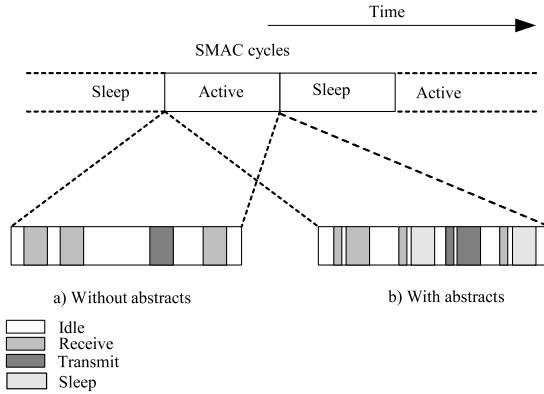 Time
SMAC cycles
Sleep Active Sleep Active
a) Without abstracts b) With abstracts
Idle
Receive
Transmit
Sleep